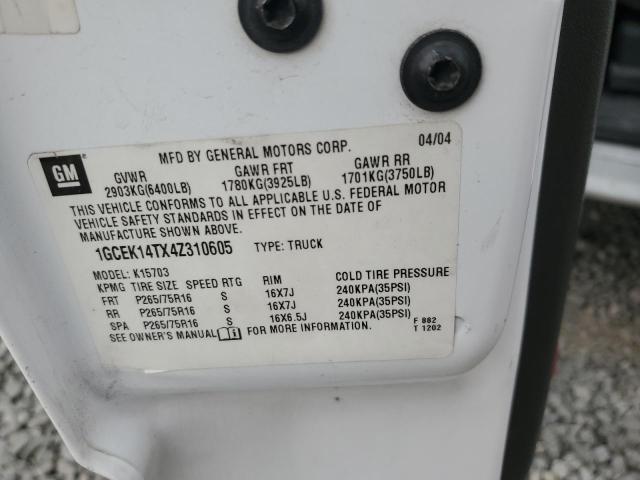 GM
MFD BY GENERAL MOTORS CORP. 04/04
GVWR GAWR FRT GAWR RR
2903KG(6400LB) 1780KG(3925LB) 1701KG(3750LB)
THIS VEHICLE CONFORMS TO ALL APPLICABLE U.S. FEDERAL MOTOR
VEHICLE SAFETY STANDARDS IN EFFECT ON THE DATE OF
MANUFACTURE SHOWN ABOVE.
1GCEK14TX4Z310605 TYPE: TRUCK
MODEL: K15703
KPMG TIRE SIZE SPEED RTG RIM COLD TIRE PRESSURE
FRT P265/75R16 S 16X7J 240KPA(35PSI)
RR P265/75R16 S 16X7J 240KPA(35PSI)
SPA P265/75R16 S 16X6.5J 240KPA(35PSI)
SEE OWNER'S MANUAL FOR MORE INFORMATION.
F 882
T 1202